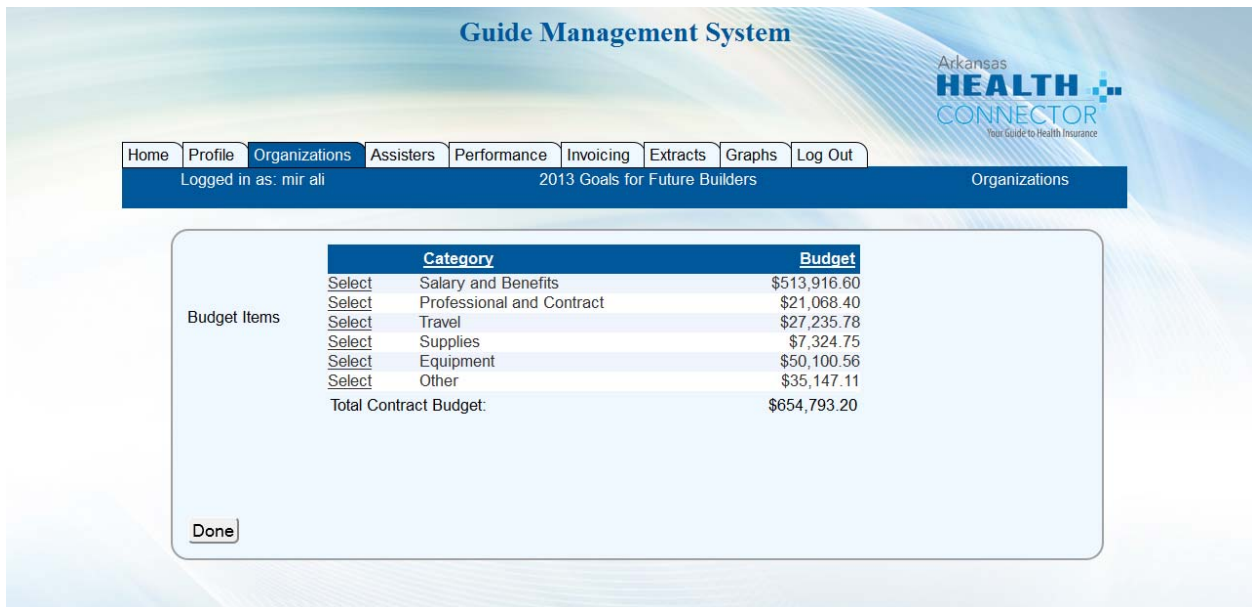 Guide Management System
Arkansas
HEALTH
CONNECTOR
Your Guide to Health Insurance
Home Profile Organizations Assisters Performance Invoicing Extracts Graphs Log Out
Logged in as: mir ali 2013 Goals for Future Builders Organizations
Category Budget
Select Salary and Benefits $513,916.60
Select Professional and Contract $21,068.40
Budget Items
Select Travel $27,235.78
Select Supplies $7,324.75
Select Equipment $50,100.56
Select Other $35,147.11
Total Contract Budget: $654,793.20
Done